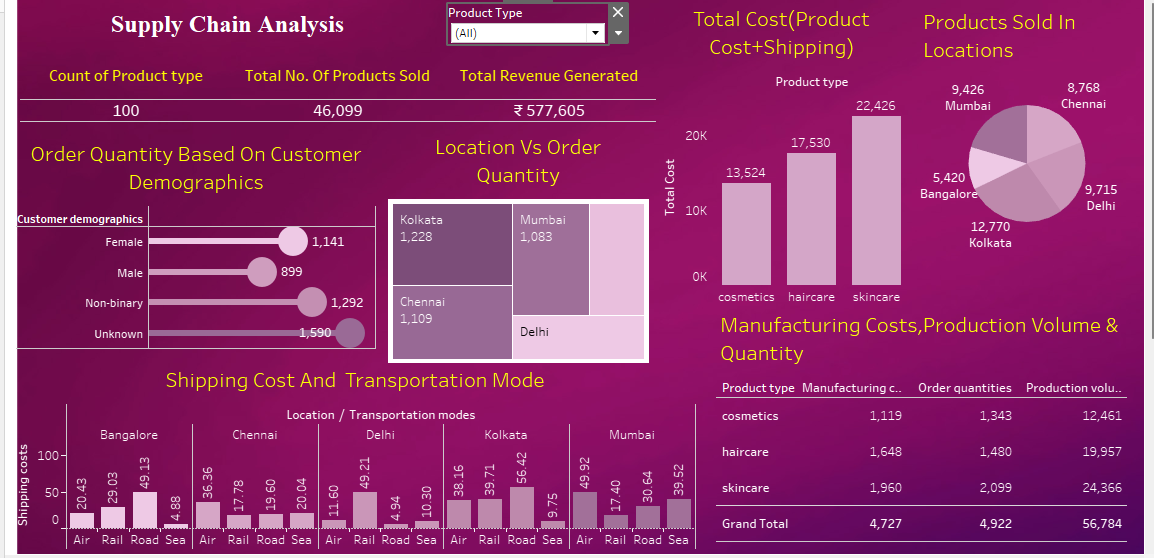 Supply Chain Analysis
Product Type
(All)
Count of Product type
Total No. Of Products Sold
Total Revenue Generated
100
46,099
₹ 577,605
Order Quantity Based On Customer
Demographics
Customer demographics
Female
1,141
Male
899
Non-binary
1,292
Unknown
1,590
Location Vs Order
Quantity
Kolkata
1,228
Mumbai
1,083
Chennai
1,109
Delhi
Total Cost(Product
Cost+Shipping)
Product type
Total Cost
20K
10K
0K
13,524
17,530
22,426
cosmetics
haircare
skincare
Products Sold In
Locations
9,426
Mumbai
8,768
Chennai
5,420
Bangalore
9,715
Delhi
12,770
Kolkata
Shipping Cost And Transportation Mode
Location / Transportation modes
Bangalore
Chennai
Delhi
Kolkata
Mumbai
Shipping costs
100
50
0
20.43
29.03
49.13
4.88
36.36
17.78
19.60
20.04
11.60
49.21
4.94
10.30
38.16
39.71
56.42
9.75
49.92
17.40
30.64
39.52
Air Rail Road Sea Air Rail Road Sea Air Rail Road Sea Air Rail Road Sea Air Rail Road Sea
Manufacturing Costs,Production Volume &
Quantity
Product type Manufacturing c.. Order quantities Production volu..
cosmetics 1,119 1,343 12,461
haircare 1,648 1,480 19,957
skincare 1,960 2,099 24,366
Grand Total 4,727 4,922 56,784